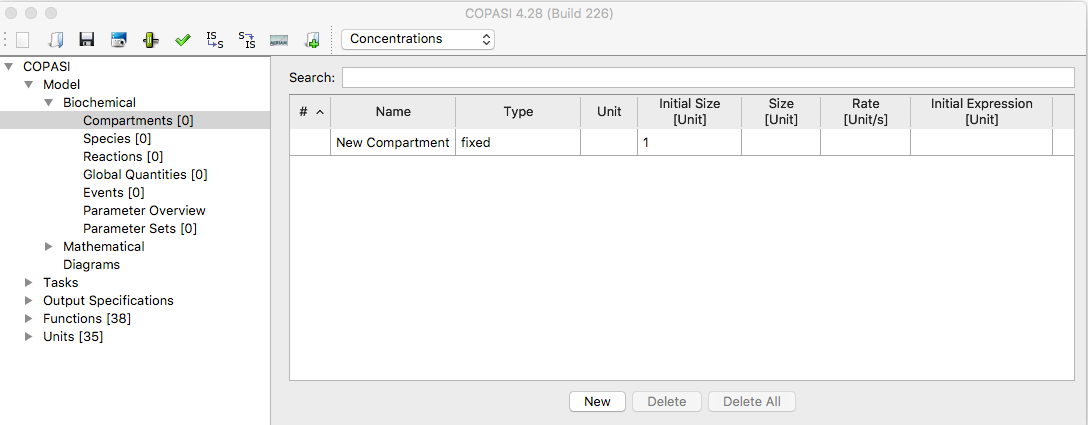 COPASI 4.28 (Build 226)
Concentrations
COPASI
Model
Biochemical
Compartments [0]
Species [0]
Reactions [0]
Global Quantities [0]
Events [0]
Parameter Overview
Parameter Sets [0]
Mathematical
Diagrams
Tasks
Output Specifications
Functions [38]
Units [35]
Search:
# Name Type Unit Initial Size [Unit] Size [Unit] Rate [Unit/s] Initial Expression [Unit]
New Compartment fixed 1
New Delete Delete All